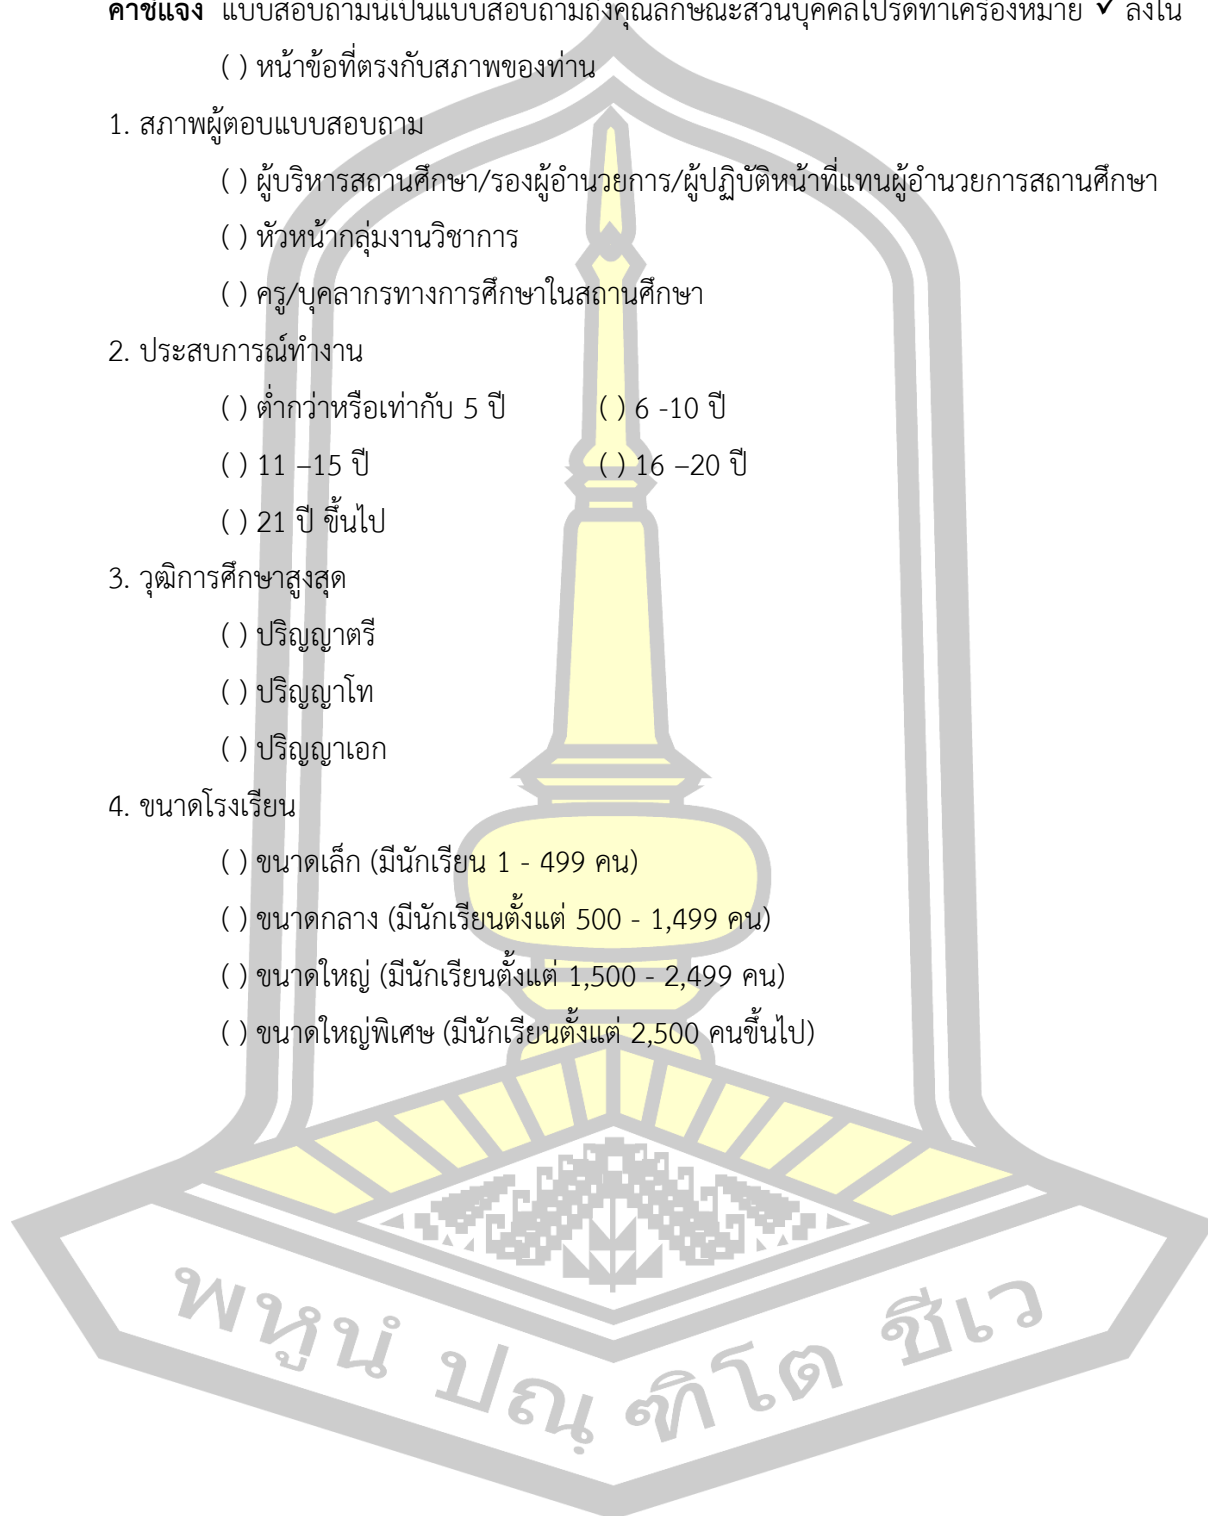 คำชี้แจง แบบสอบถามนี้เป็นแบบสอบถามถึงคุณลักษณะส่วนบุคคลโปรดทำเครื่องหมาย ✓ ลงใน
( ) หน้าข้อที่ตรงกับสภาพของท่าน
1. สภาพผู้ตอบแบบสอบถาม
( ) ผู้บริหารสถานศึกษา/รองผู้อำนวยการ/ผู้ปฏิบัติหน้าที่แทนผู้อำนวยการสถานศึกษา
( ) หัวหน้ากลุ่มงานวิชาการ
( ) ครู/บุคลากรทางการศึกษาในสถานศึกษา
2. ประสบการณ์ทำงาน
( ) ต่ำกว่าหรือเท่ากับ 5 ปี ( ) 6 -10 ปี
( ) 11 –15 ปี ( ) 16 –20 ปี
( ) 21 ปี ขึ้นไป
3. วุฒิการศึกษาสูงสุด
( ) ปริญญาตรี
( ) ปริญญาโท
( ) ปริญญาเอก
4. ขนาดโรงเรียน
( ) ขนาดเล็ก (มีนักเรียน 1 - 499 คน)
( ) ขนาดกลาง (มีนักเรียนตั้งแต่ 500 - 1,499 คน)
( ) ขนาดใหญ่ (มีนักเรียนตั้งแต่ 1,500 - 2,499 คน)
( ) ขนาดใหญ่พิเศษ (มีนักเรียนตั้งแต่ 2,500 คนขึ้นไป)
พหูนํ ปณฺฑิโต ชีเว